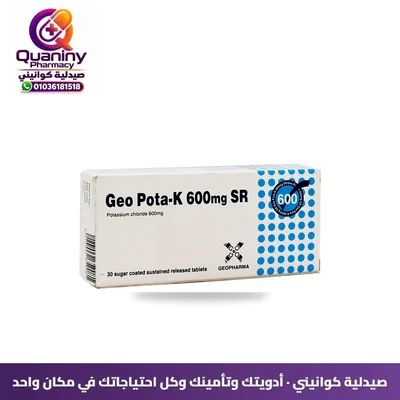 Quaniny
Pharmacy
صيدلية كوانيني
01036181518
Geo Pota-K 600mg SR
Potassium chloride 600mg
600
30 sugar coated sustained released tablets
GEOPHARMA
صيدلية كوانيني · أدويتك وتأمينك وكل احتياجاتك في مكان واحد